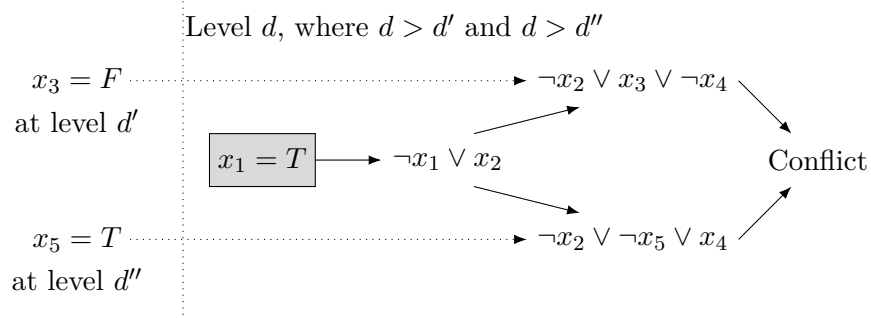 Level d, where d > d′ and d > d″
x₃ = F
at level d′
¬x₂ ∨ x₃ ∨ ¬x₄
x₁ = T
¬x₁ ∨ x₂
Conflict
x₅ = T
at level d″
¬x₂ ∨ ¬x₅ ∨ x₄